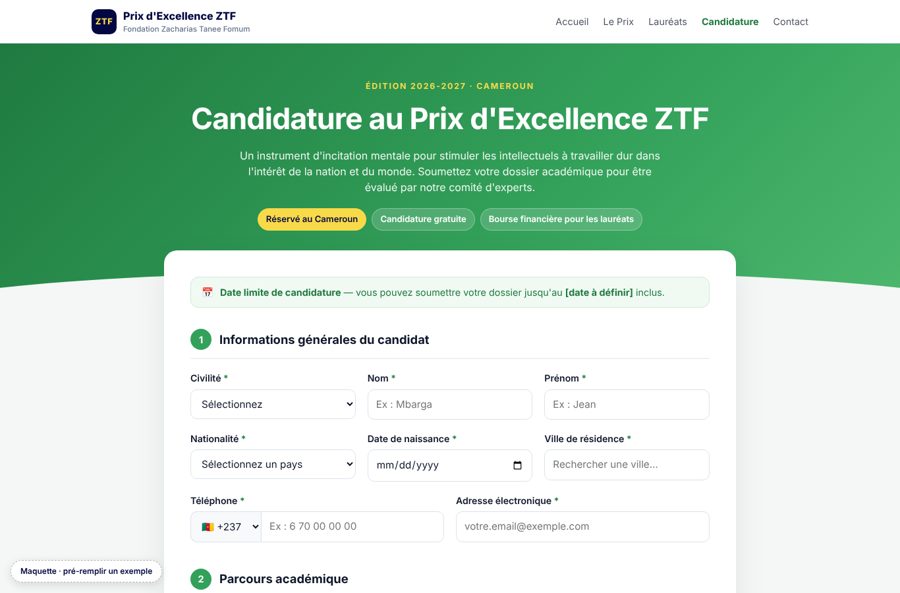 ZTF
Prix d'Excellence ZTF
Fondation Zacharias Tanee Fomum
Accueil
Le Prix
Lauréats
Candidature
Contact
ÉDITION 2026-2027 · CAMEROUN
Candidature au Prix d'Excellence ZTF
Un instrument d'incitation mentale pour stimuler les intellectuels à travailler dur dans
l'intérêt de la nation et du monde. Soumettez votre dossier académique pour être
évalué par notre comité d'experts.
Réservé au Cameroun
Candidature gratuite
Bourse financière pour les lauréats
Date limite de candidature — vous pouvez soumettre votre dossier jusqu'au [date à définir] inclus.
1 Informations générales du candidat
Civilité *
Nom *
Prénom *
Sélectionnez
Ex : Mbarga
Ex : Jean
Nationalité *
Date de naissance *
Ville de résidence *
Sélectionnez un pays
mm/dd/yyyy
Rechercher une ville...
Téléphone *
Adresse électronique *
+237
Ex : 6 70 00 00 00
votre.email@exemple.com
Maquette · pré-remplir un exemple
2 Parcours académique